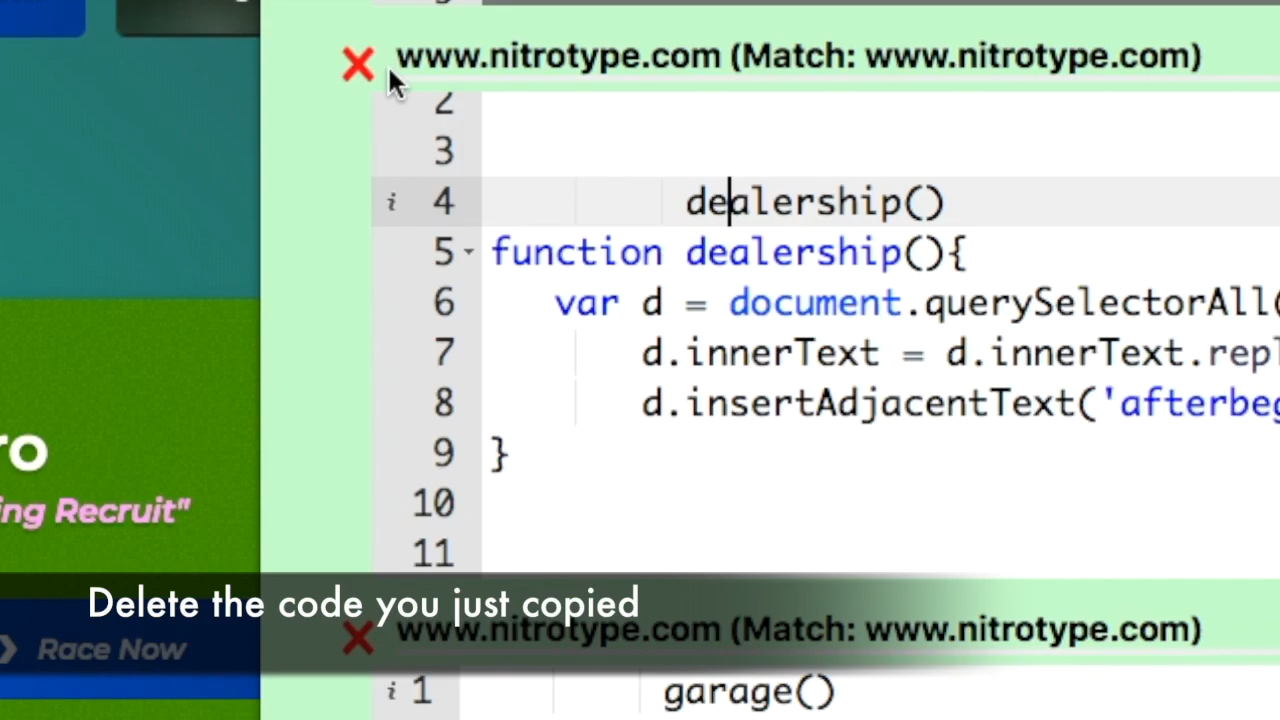 www.nitrotype.com (Match: www.nitrotype.com)
2
3
i 4 dealership()
5 function dealership(){
6 var d = document.querySelectorAll(
7 d.innerText = d.innerText.repl
8 d.insertAdjacentText('afterbeg
9 }
10
11
ro
ing Recruit"
Delete the code you just copied
www.nitrotype.com (Match: www.nitrotype.com)
Race Now
i 1 garage()